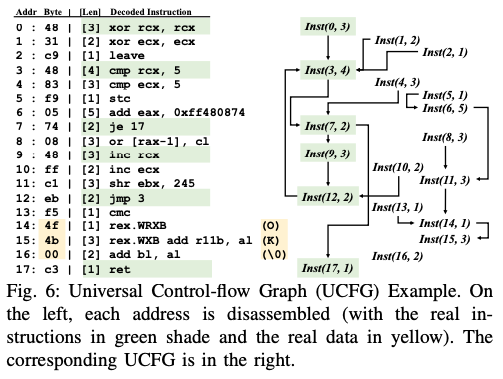 Addr Byte | [Len] Decoded Instruction
0 : 48 | [3] xor rcx, rcx
1 : 31 | [2] xor ecx, ecx
2 : c9 | [1] leave
3 : 48 | [4] cmp rcx, 5
4 : 83 | [3] cmp ecx, 5
5 : f9 | [1] stc
6 : 05 | [5] add eax, 0xff480874
7 : 74 | [2] je 17
8 : 08 | [3] or [rax-1], cl
9 : 48 | [3] inc rcx
10: ff | [2] inc ecx
11: c1 | [3] shr ebx, 245
12: eb | [2] jmp 3
13: f5 | [1] cmc
14: 4f | [1] rex.WRXB (O)
15: 4b | [3] rex.WXB add r11b, al (K)
16: 00 | [2] add bl, al (\0)
17: c3 | [1] ret
Inst(0, 3)
Inst(1, 2)
Inst(2, 1)
Inst(3, 4)
Inst(4, 3)
Inst(5, 1)
Inst(6, 5)
Inst(7, 2)
Inst(8, 3)
Inst(9, 3)
Inst(10, 2)
Inst(11, 3)
Inst(12, 2)
Inst(13, 1)
Inst(14, 1)
Inst(15, 3)
Inst(16, 2)
Inst(17, 1)
Fig. 6: Universal Control-flow Graph (UCFG) Example. On
the left, each address is disassembled (with the real in-
structions in green shade and the real data in yellow). The
corresponding UCFG is in the right.